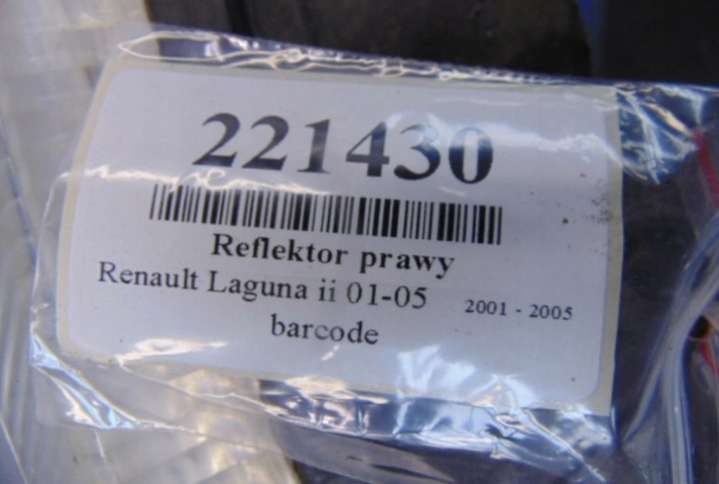 221430
Reflektor prawy
Renault Laguna ii 01-05 2001 - 2005
barcode